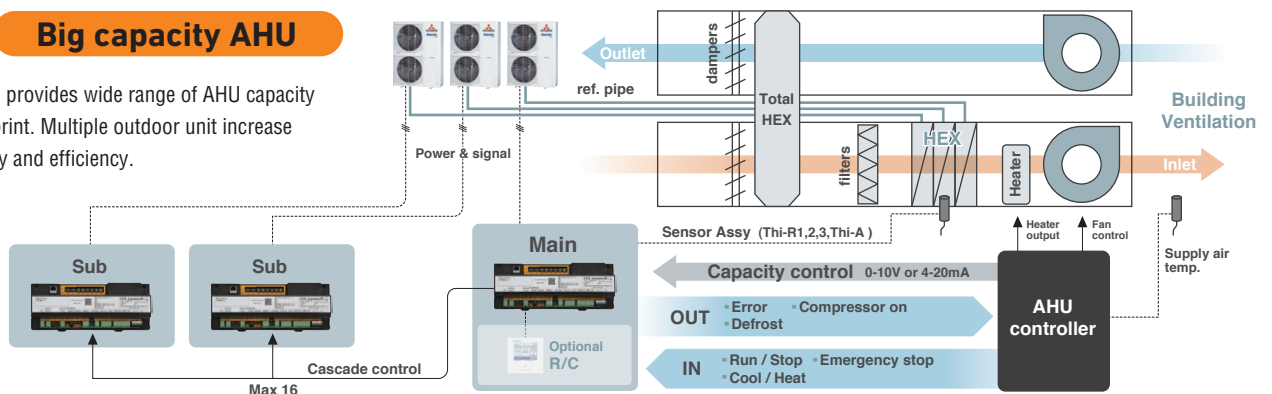 Big capacity AHU
provides wide range of AHU capacity
print. Multiple outdoor unit increase
y and efficiency.
Outlet
dampers
ref. pipe
Total
HEX
Building
Ventilation
Power & signal
filters
HEX
Heater
Inlet
Heater
output
Fan
control
Supply air
temp.
Sub
Sub
Main
Sensor Assy (Thi-R1,2,3,Thi-A )
Capacity control 0-10V or 4-20mA
OUT
Error
Compressor on
Defrost
AHU
controller
Optional
R/C
IN
Run / Stop
Emergency stop
Cool / Heat
Cascade control
Max 16